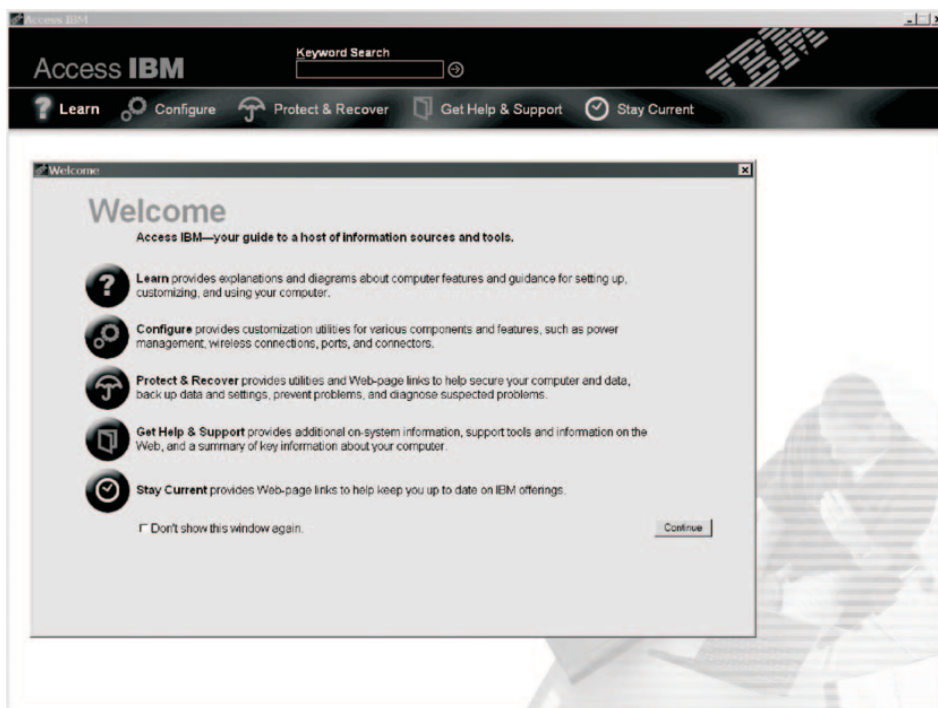 Access IBM
Keyword Search
Access IBM
IBM
? Learn Configure Protect & Recover Get Help & Support Stay Current
Welcome
Welcome
Access IBM—your guide to a host of information sources and tools.
? Learn provides explanations and diagrams about computer features and guidance for setting up,
customizing, and using your computer.
Configure provides customization utilities for various components and features, such as power
management, wireless connections, ports, and connectors.
Protect & Recover provides utilities and Web-page links to help secure your computer and data,
back up data and settings, prevent problems, and diagnose suspected problems.
Get Help & Support provides additional on-system information, support tools and information on the
Web, and a summary of key information about your computer.
Stay Current provides Web-page links to help keep you up to date on IBM offerings.
Don't show this window again.
Continue